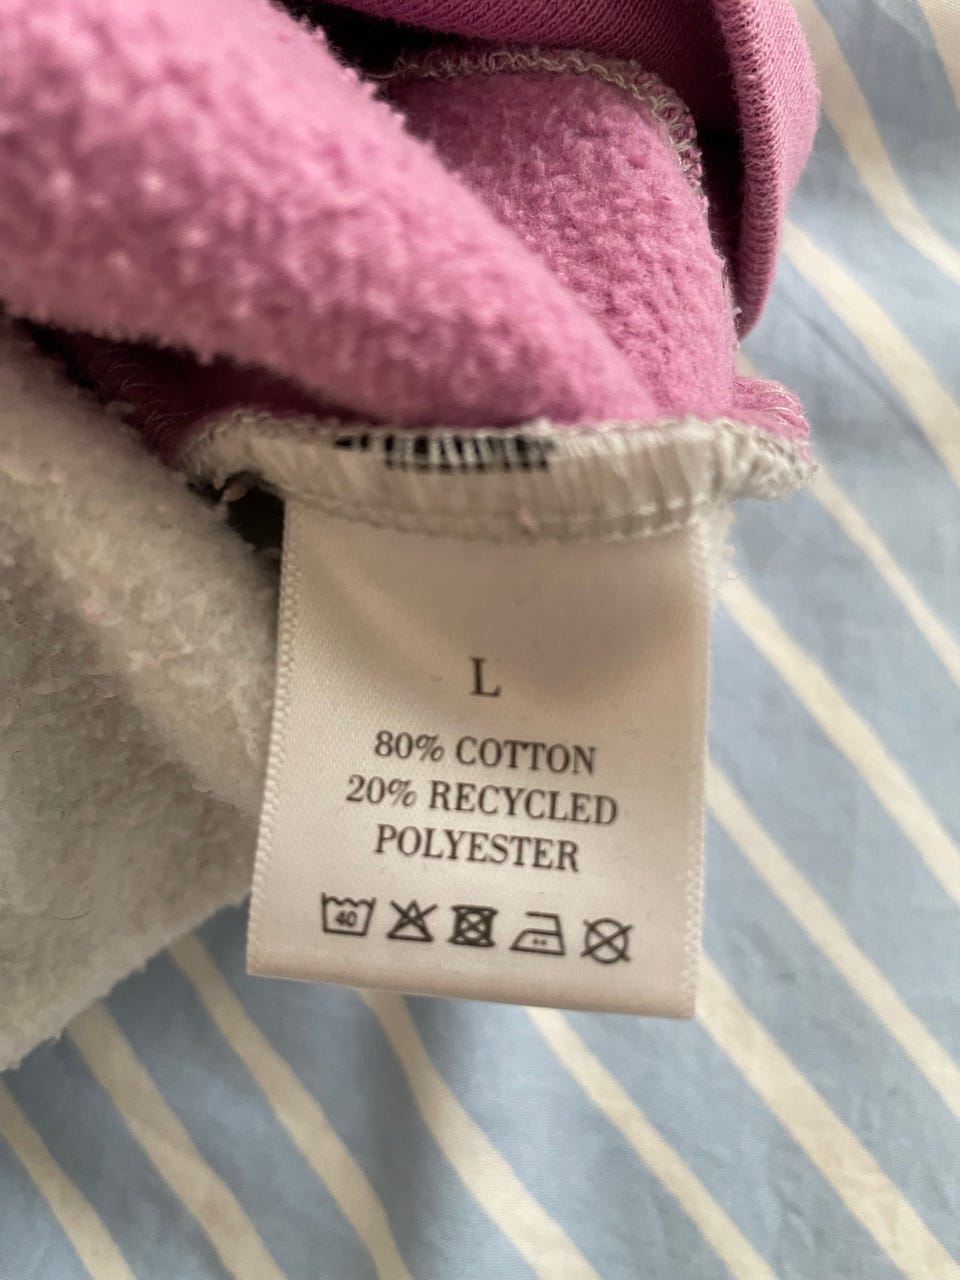 L
80% COTTON
20% RECYCLED
POLYESTER
40